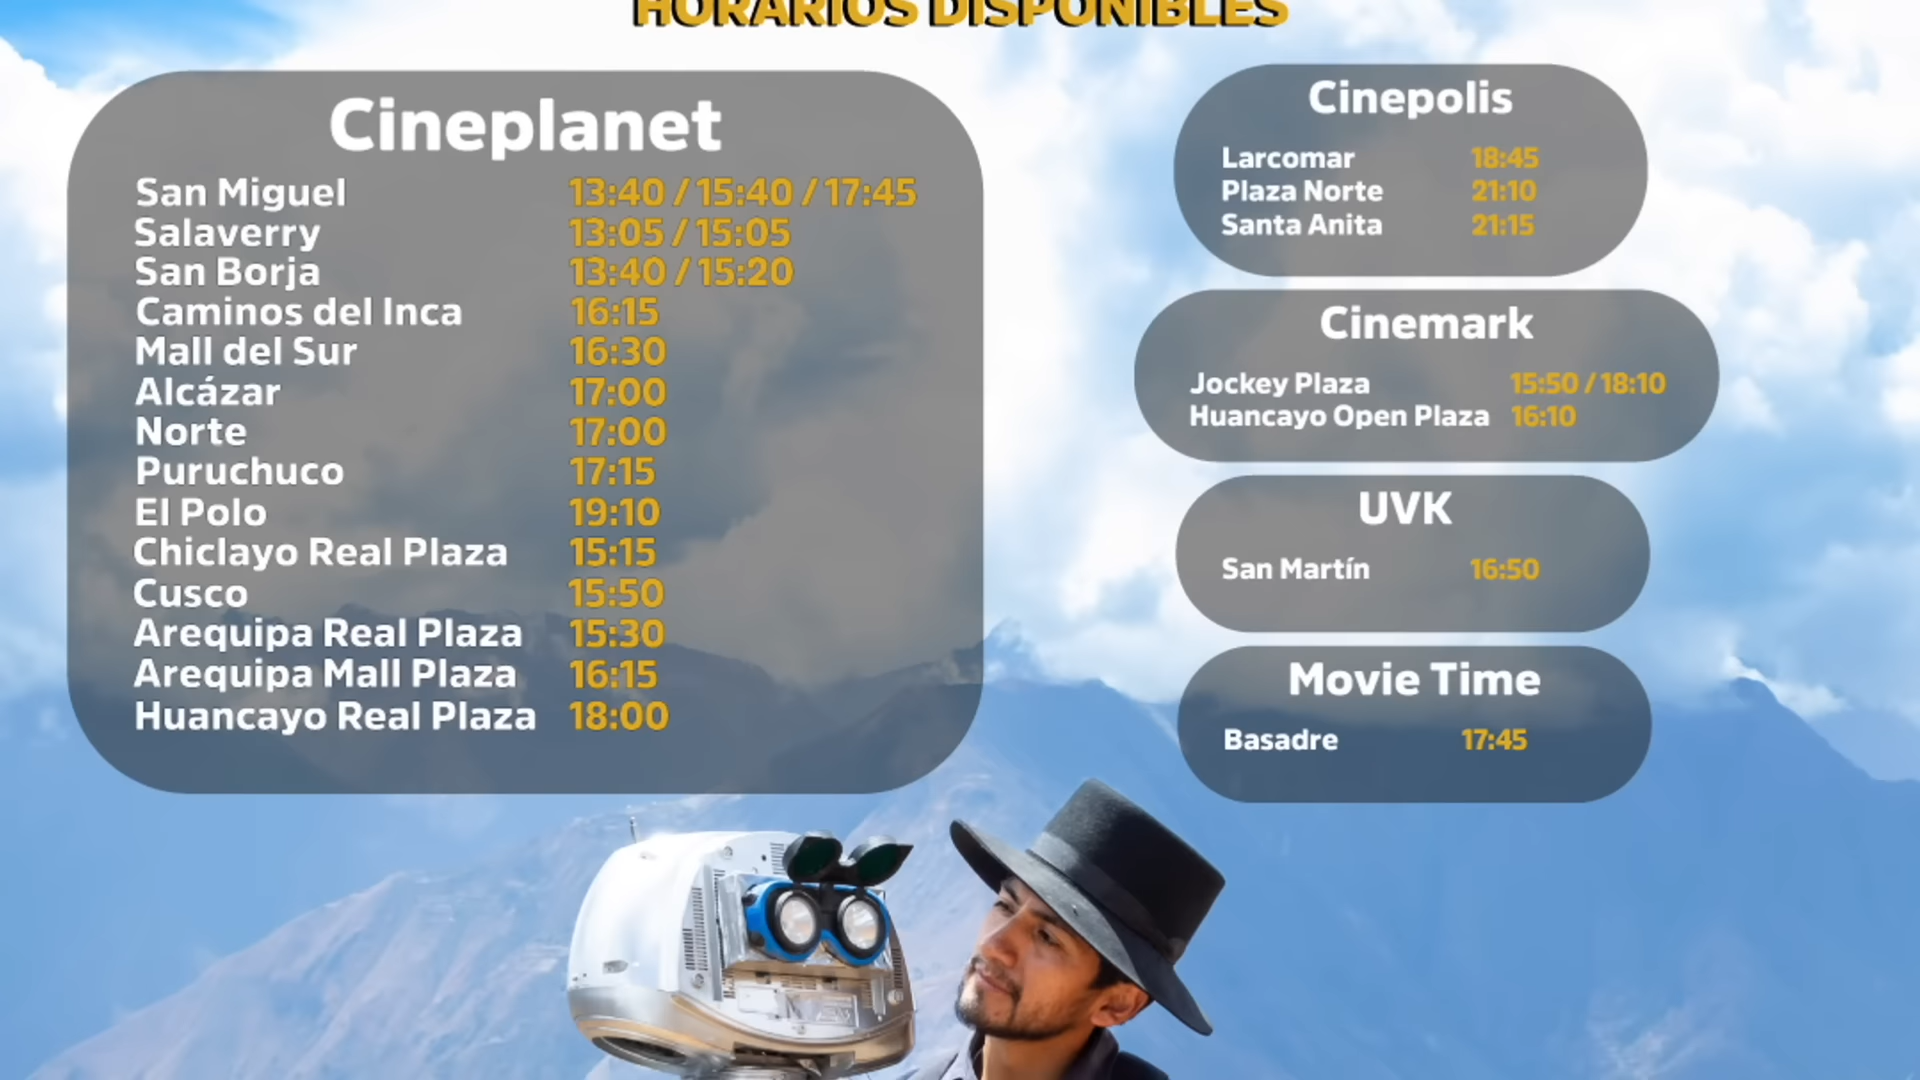 HORARIOS DISPONIBLES
Cineplanet
San Miguel 13:40 / 15:40 / 17:45
Salaverry 13:05 / 15:05
San Borja 13:40 / 15:20
Caminos del Inca 16:15
Mall del Sur 16:30
Alcázar 17:00
Norte 17:00
Puruchuco 17:15
El Polo 19:10
Chiclayo Real Plaza 15:15
Cusco 15:50
Arequipa Real Plaza 15:30
Arequipa Mall Plaza 16:15
Huancayo Real Plaza 18:00
Cinepolis
Larcomar 18:45
Plaza Norte 21:10
Santa Anita 21:15
Cinemark
Jockey Plaza 15:50 / 18:10
Huancayo Open Plaza 16:10
UVK
San Martín 16:50
Movie Time
Basadre 17:45